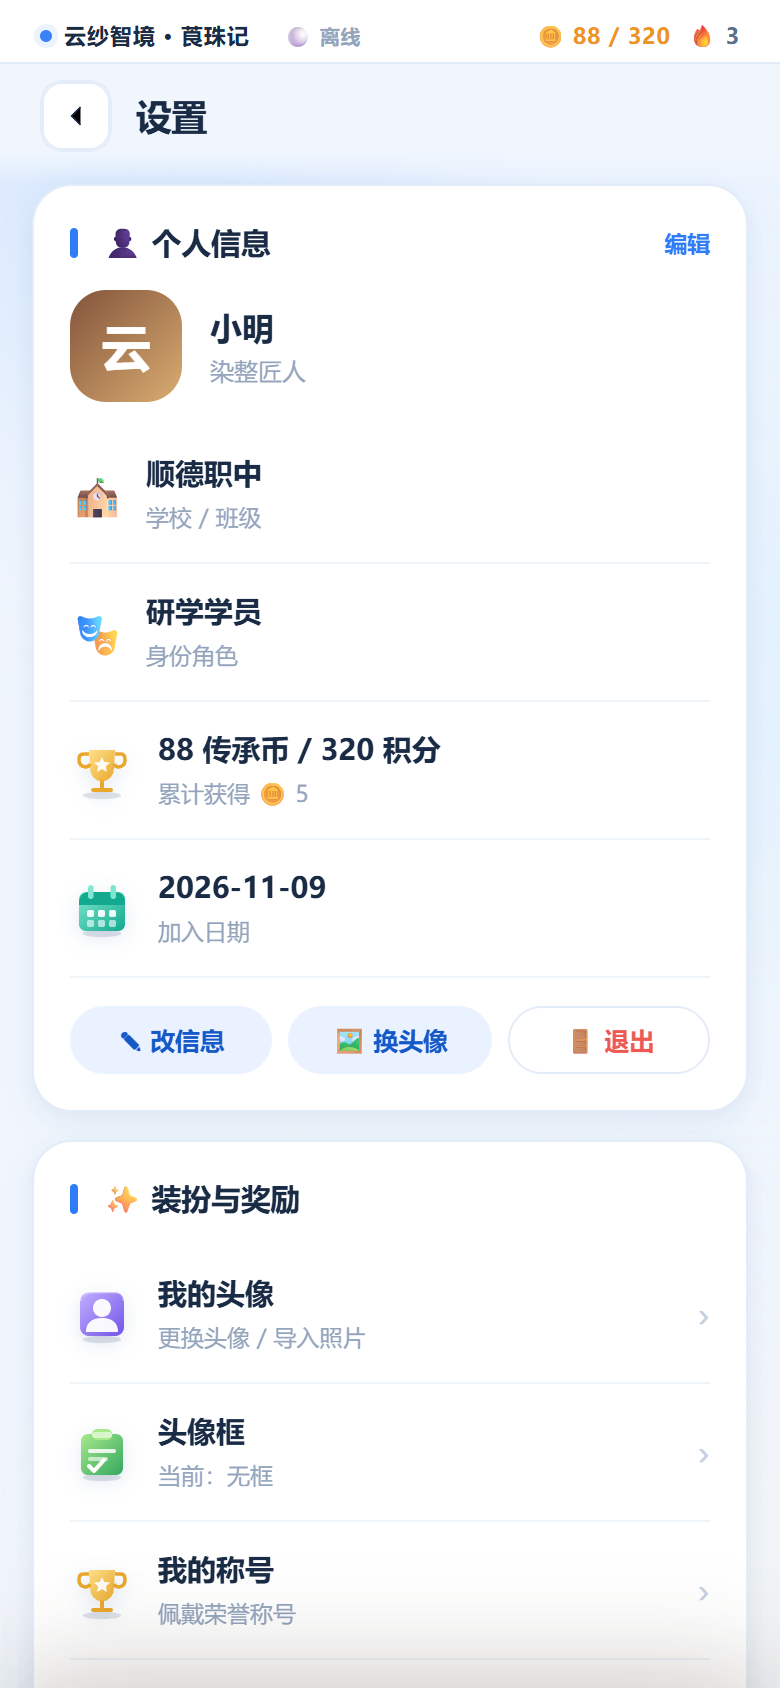 云纱智境·莨珠记 离线 88 / 320 3
设置
个人信息 编辑
云
小明
染整匠人
顺德职中
学校 / 班级
研学学员
身份角色
88 传承币 / 320 积分
累计获得 5
2026-11-09
加入日期
改信息 换头像 退出
装扮与奖励
我的头像
更换头像 / 导入照片
头像框
当前：无框
我的称号
佩戴荣誉称号